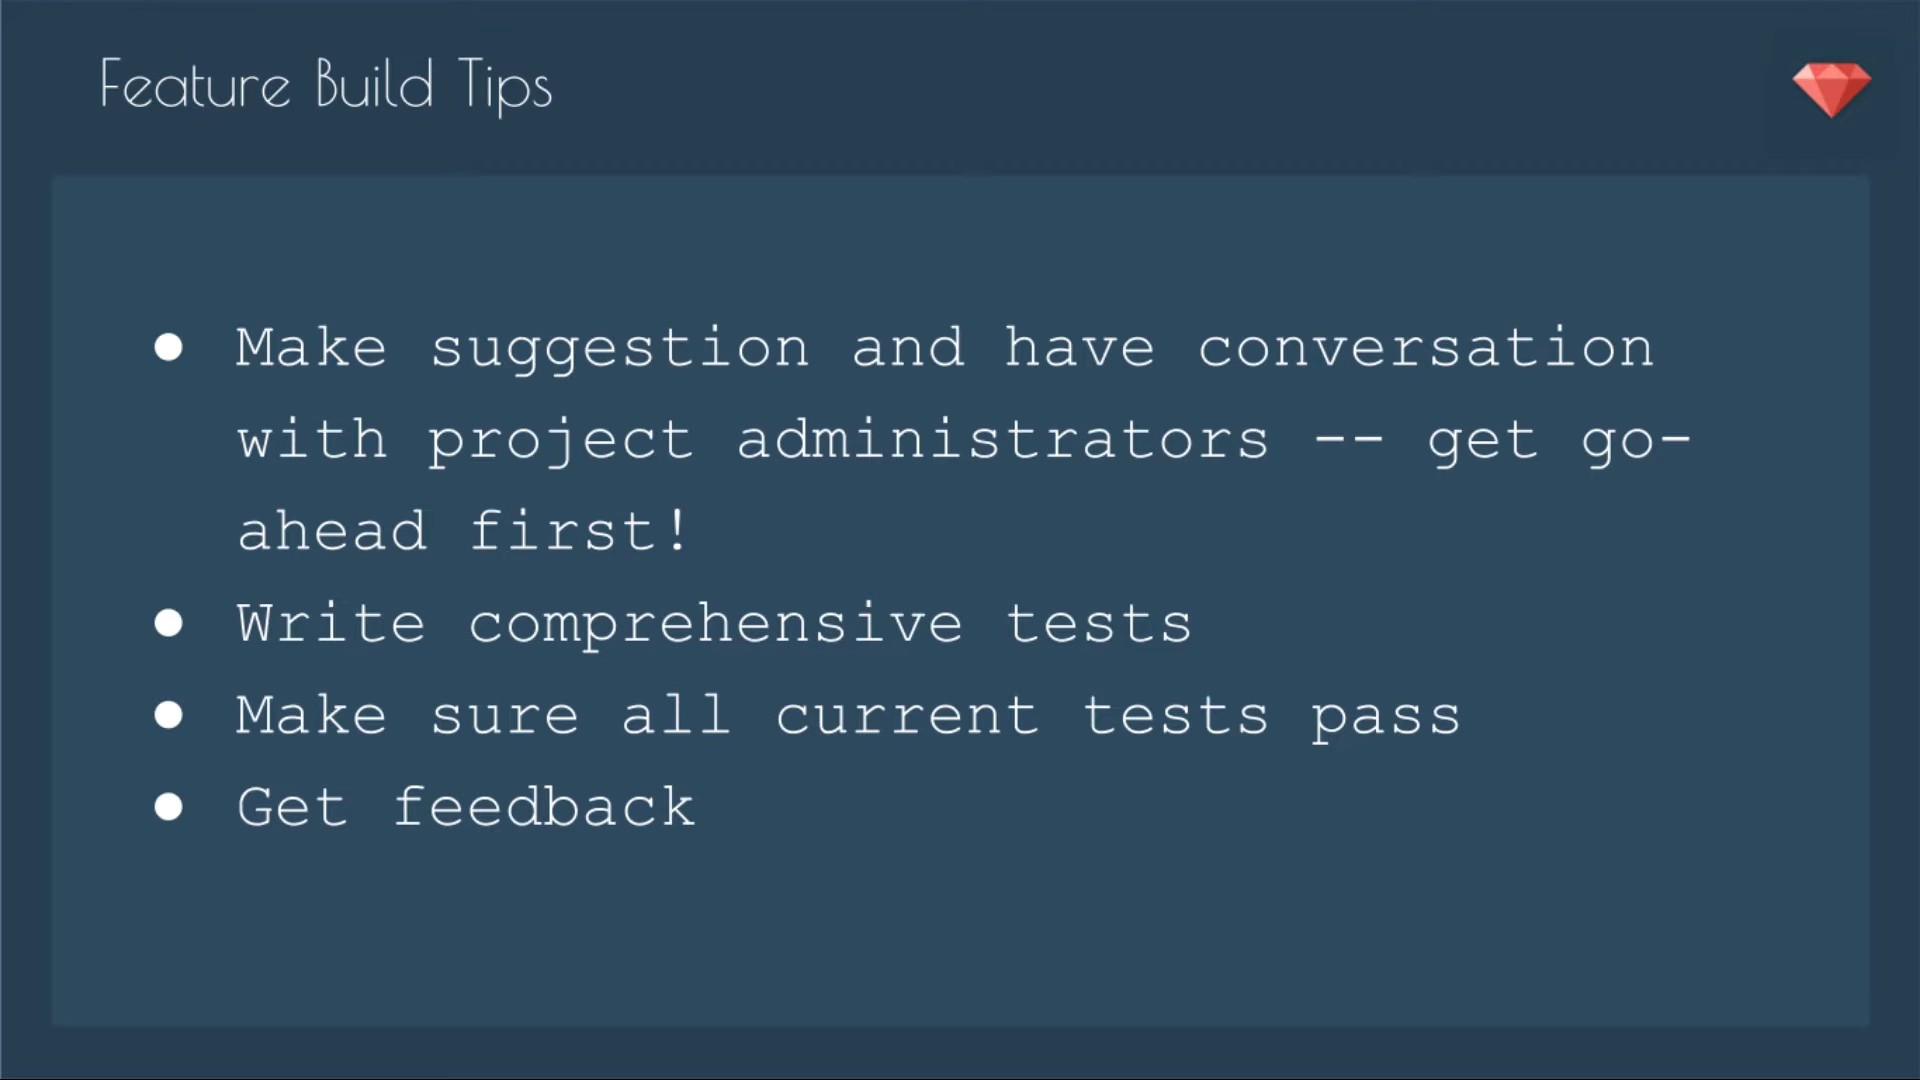 Feature Build Tips
● Make suggestion and have conversation
with project administrators -- get go-
ahead first!
● Write comprehensive tests
● Make sure all current tests pass
● Get feedback